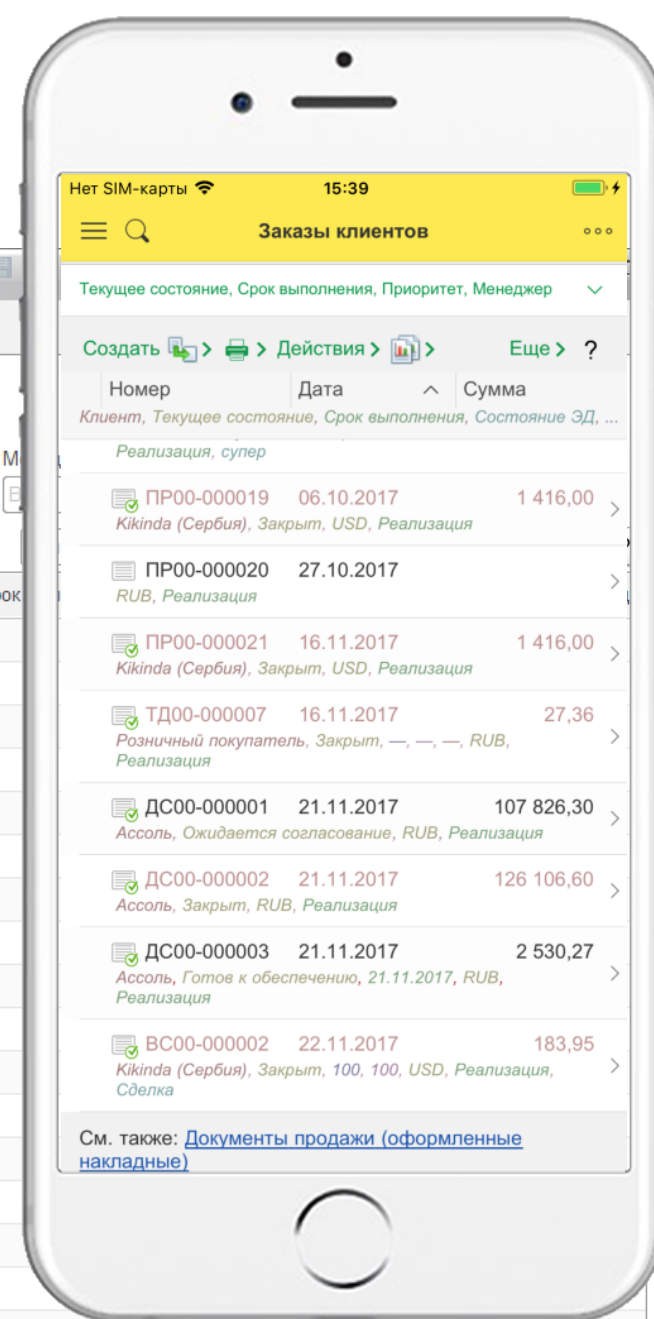 Нет SIM-карты 15:39
Заказы клиентов
Текущее состояние, Срок выполнения, Приоритет, Менеджер
Создать Действия Еще ?
Номер Дата Сумма
Клиент, Текущее состояние, Срок выполнения, Состояние ЭД, ...
Реализация, супер
ПР00-000019 06.10.2017 1 416,00
Kikinda (Сербия), Закрыт, USD, Реализация
ПР00-000020 27.10.2017
RUB, Реализация
ПР00-000021 16.11.2017 1 416,00
Kikinda (Сербия), Закрыт, USD, Реализация
ТД00-000007 16.11.2017 27,36
Розничный покупатель, Закрыт, —, —, —, RUB,
Реализация
ДС00-000001 21.11.2017 107 826,30
Ассоль, Ожидается согласование, RUB, Реализация
ДС00-000002 21.11.2017 126 106,60
Ассоль, Закрыт, RUB, Реализация
ДС00-000003 21.11.2017 2 530,27
Ассоль, Готов к обеспечению, 21.11.2017, RUB,
Реализация
ВС00-000002 22.11.2017 183,95
Kikinda (Сербия), Закрыт, 100, 100, USD, Реализация,
Сделка
См. также: Документы продажи (оформленные
накладные)